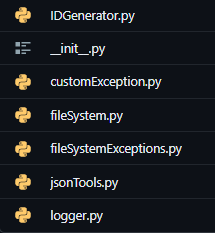 IDGenerator.py
__init__.py
customException.py
fileSystem.py
fileSystemExceptions.py
jsonTools.py
logger.py